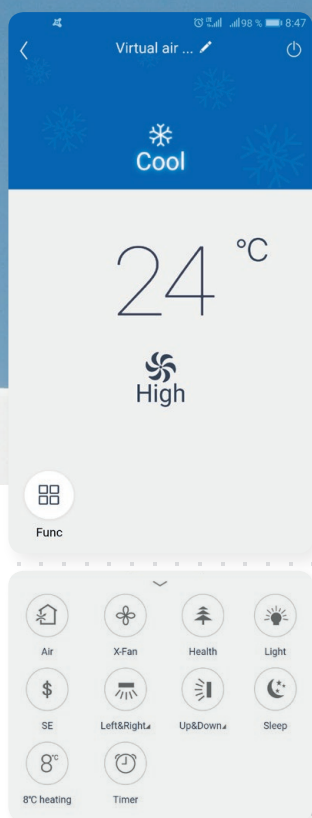 98 % 8:47
Virtual air ...
Cool
24 °C
High
Func
Air X-Fan Health Light
$
SE Left&Right Up&Down Sleep
8°C
8°C heating Timer